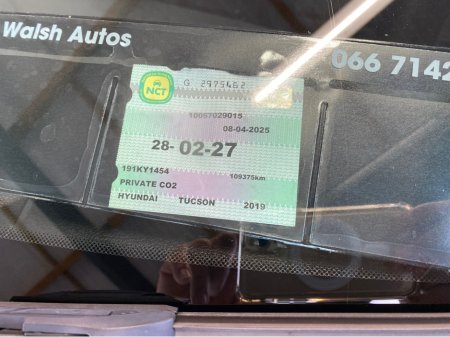 Walsh Autos
066 7142
NCT
G 2975462
10057029015
08-04-2025
28-02-27
191KY1454
109375km
PRIVATE CO2
HYUNDAI TUCSON 2019